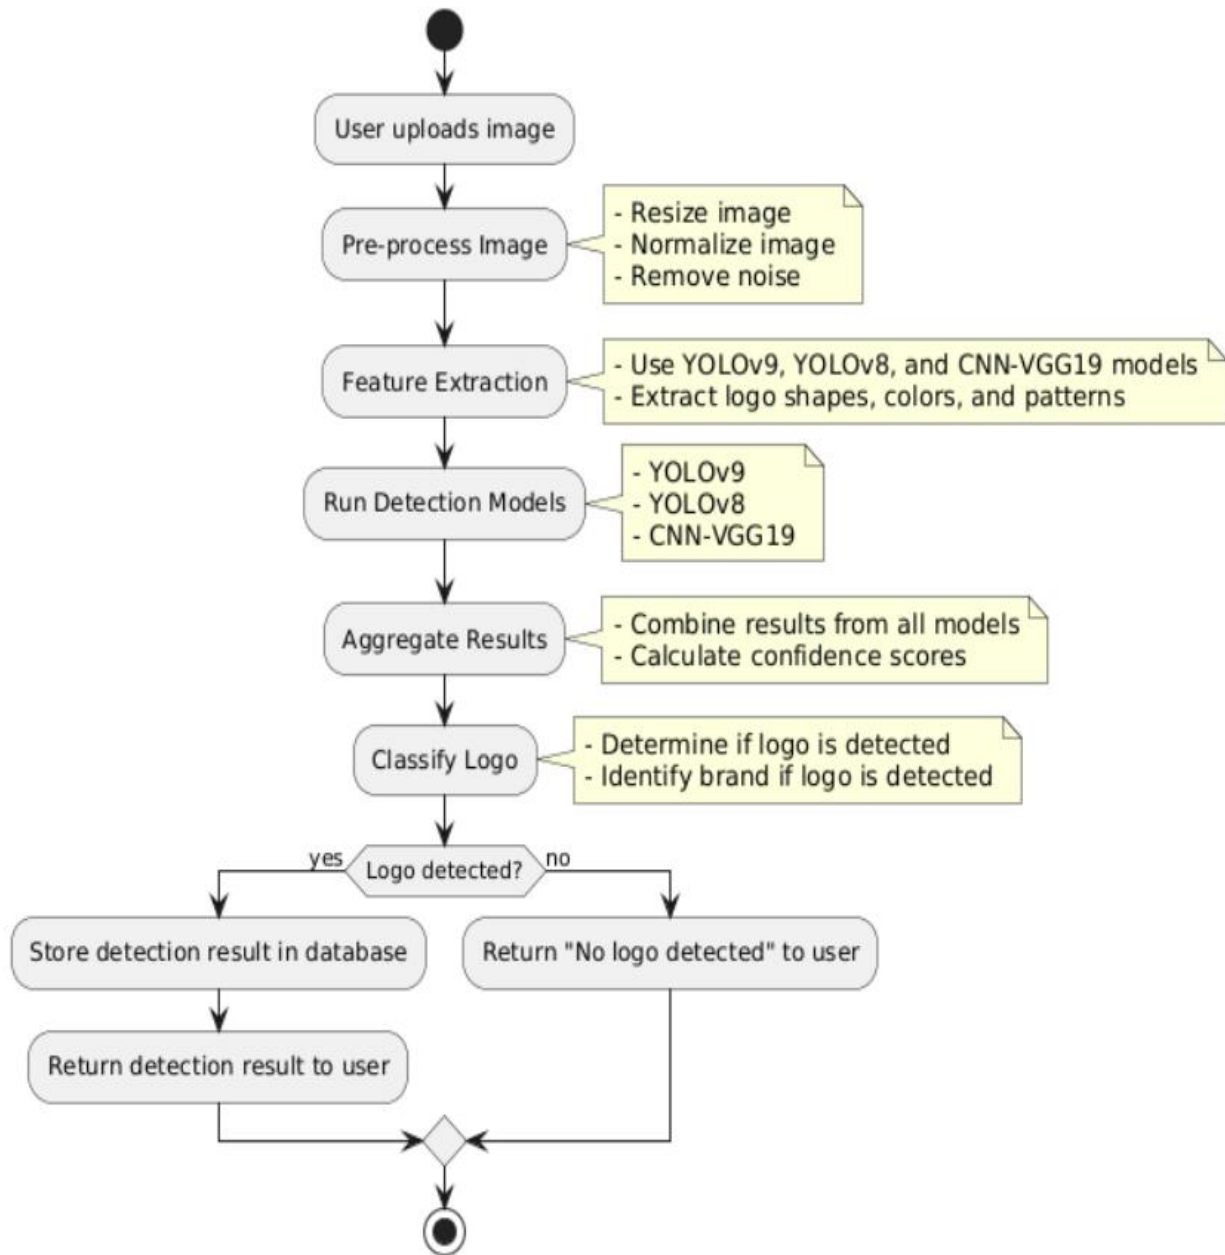 User uploads image
Pre-process Image
- Resize image
- Normalize image
- Remove noise
Feature Extraction
- Use YOLOv9, YOLOv8, and CNN-VGG19 models
- Extract logo shapes, colors, and patterns
Run Detection Models
- YOLOv9
- YOLOv8
- CNN-VGG19
Aggregate Results
- Combine results from all models
- Calculate confidence scores
Classify Logo
- Determine if logo is detected
- Identify brand if logo is detected
yes
Logo detected?
no
Store detection result in database
Return "No logo detected" to user
Return detection result to user